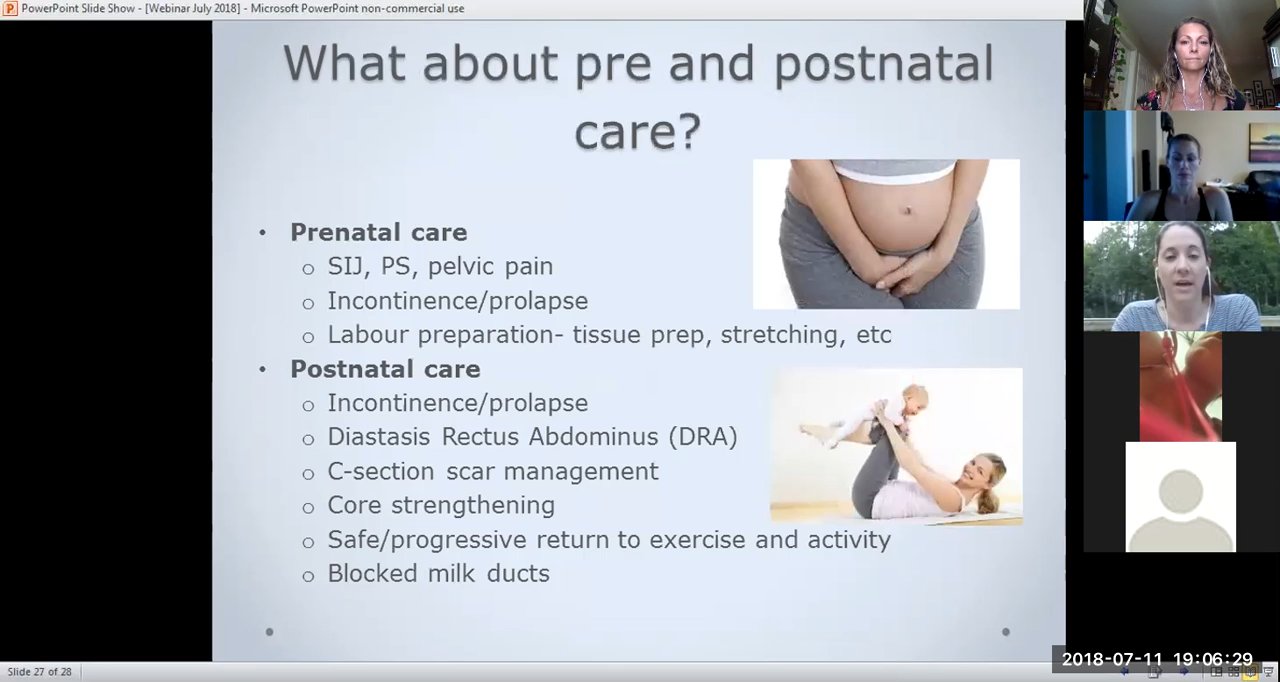 PowerPoint Slide Show - [Webinar July 2018] - Microsoft PowerPoint non-commercial use
What about pre and postnatal
care?
• Prenatal care
o SIJ, PS, pelvic pain
o Incontinence/prolapse
o Labour preparation- tissue prep, stretching, etc
• Postnatal care
o Incontinence/prolapse
o Diastasis Rectus Abdominus (DRA)
o C-section scar management
o Core strengthening
o Safe/progressive return to exercise and activity
o Blocked milk ducts
2018-07-11 19:06:29
Slide 27 of 28